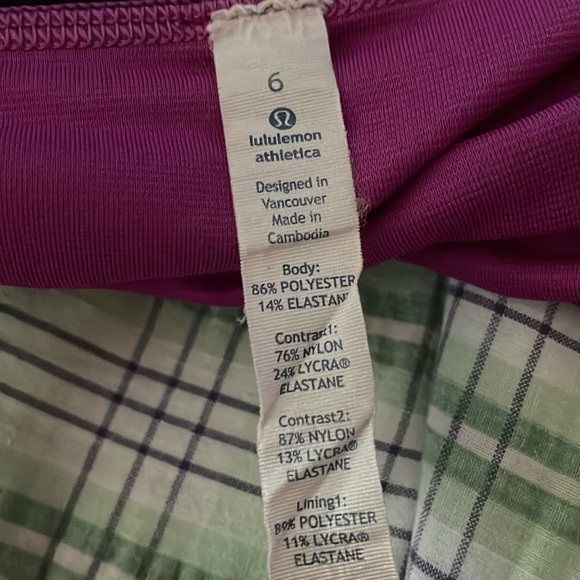 6
lululemon
athletica
Designed in
Vancouver
Made in
Cambodia
Body:
86% POLYESTER
14% ELASTANE
Contrast1:
76% NYLON
24% LYCRA®
ELASTANE
Contrast2:
87% NYLON
13% LYCRA®
ELASTANE
Lining1:
89% POLYESTER
11% LYCRA®
ELASTANE